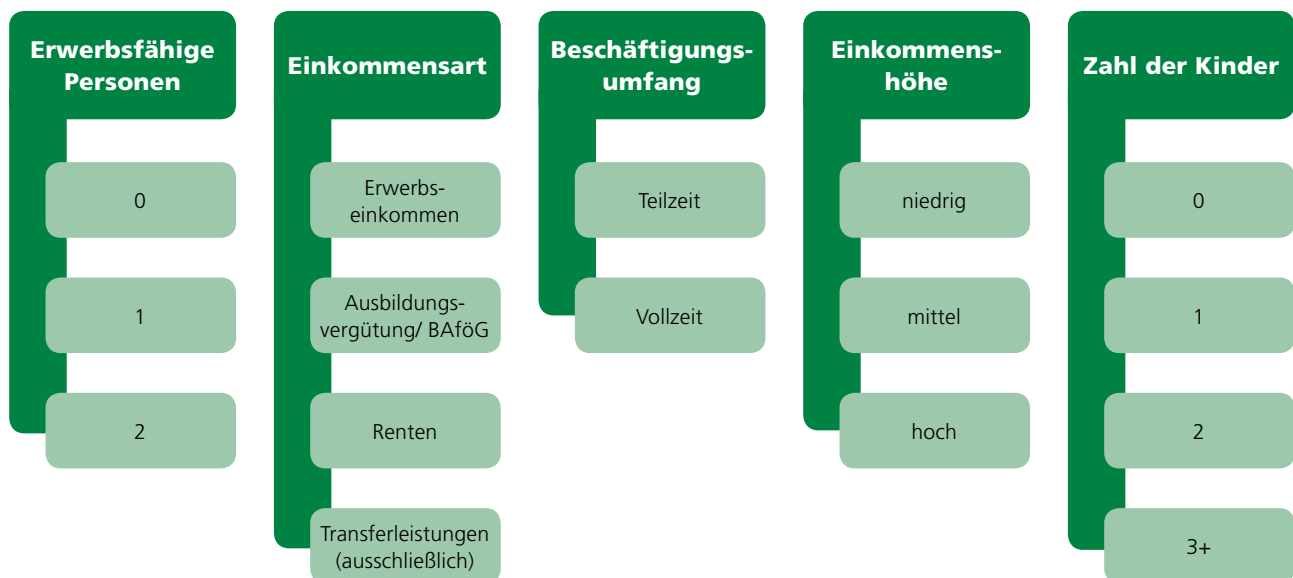 Erwerbsfähige
Personen
0
1
2
Einkommensart
Erwerbs-
einkommen
Ausbildungs-
vergütung/ BAföG
Renten
Transferleistungen
(ausschließlich)
Beschäftigungs-
umfang
Teilzeit
Vollzeit
Einkommens-
höhe
niedrig
mittel
hoch
Zahl der Kinder
0
1
2
3+